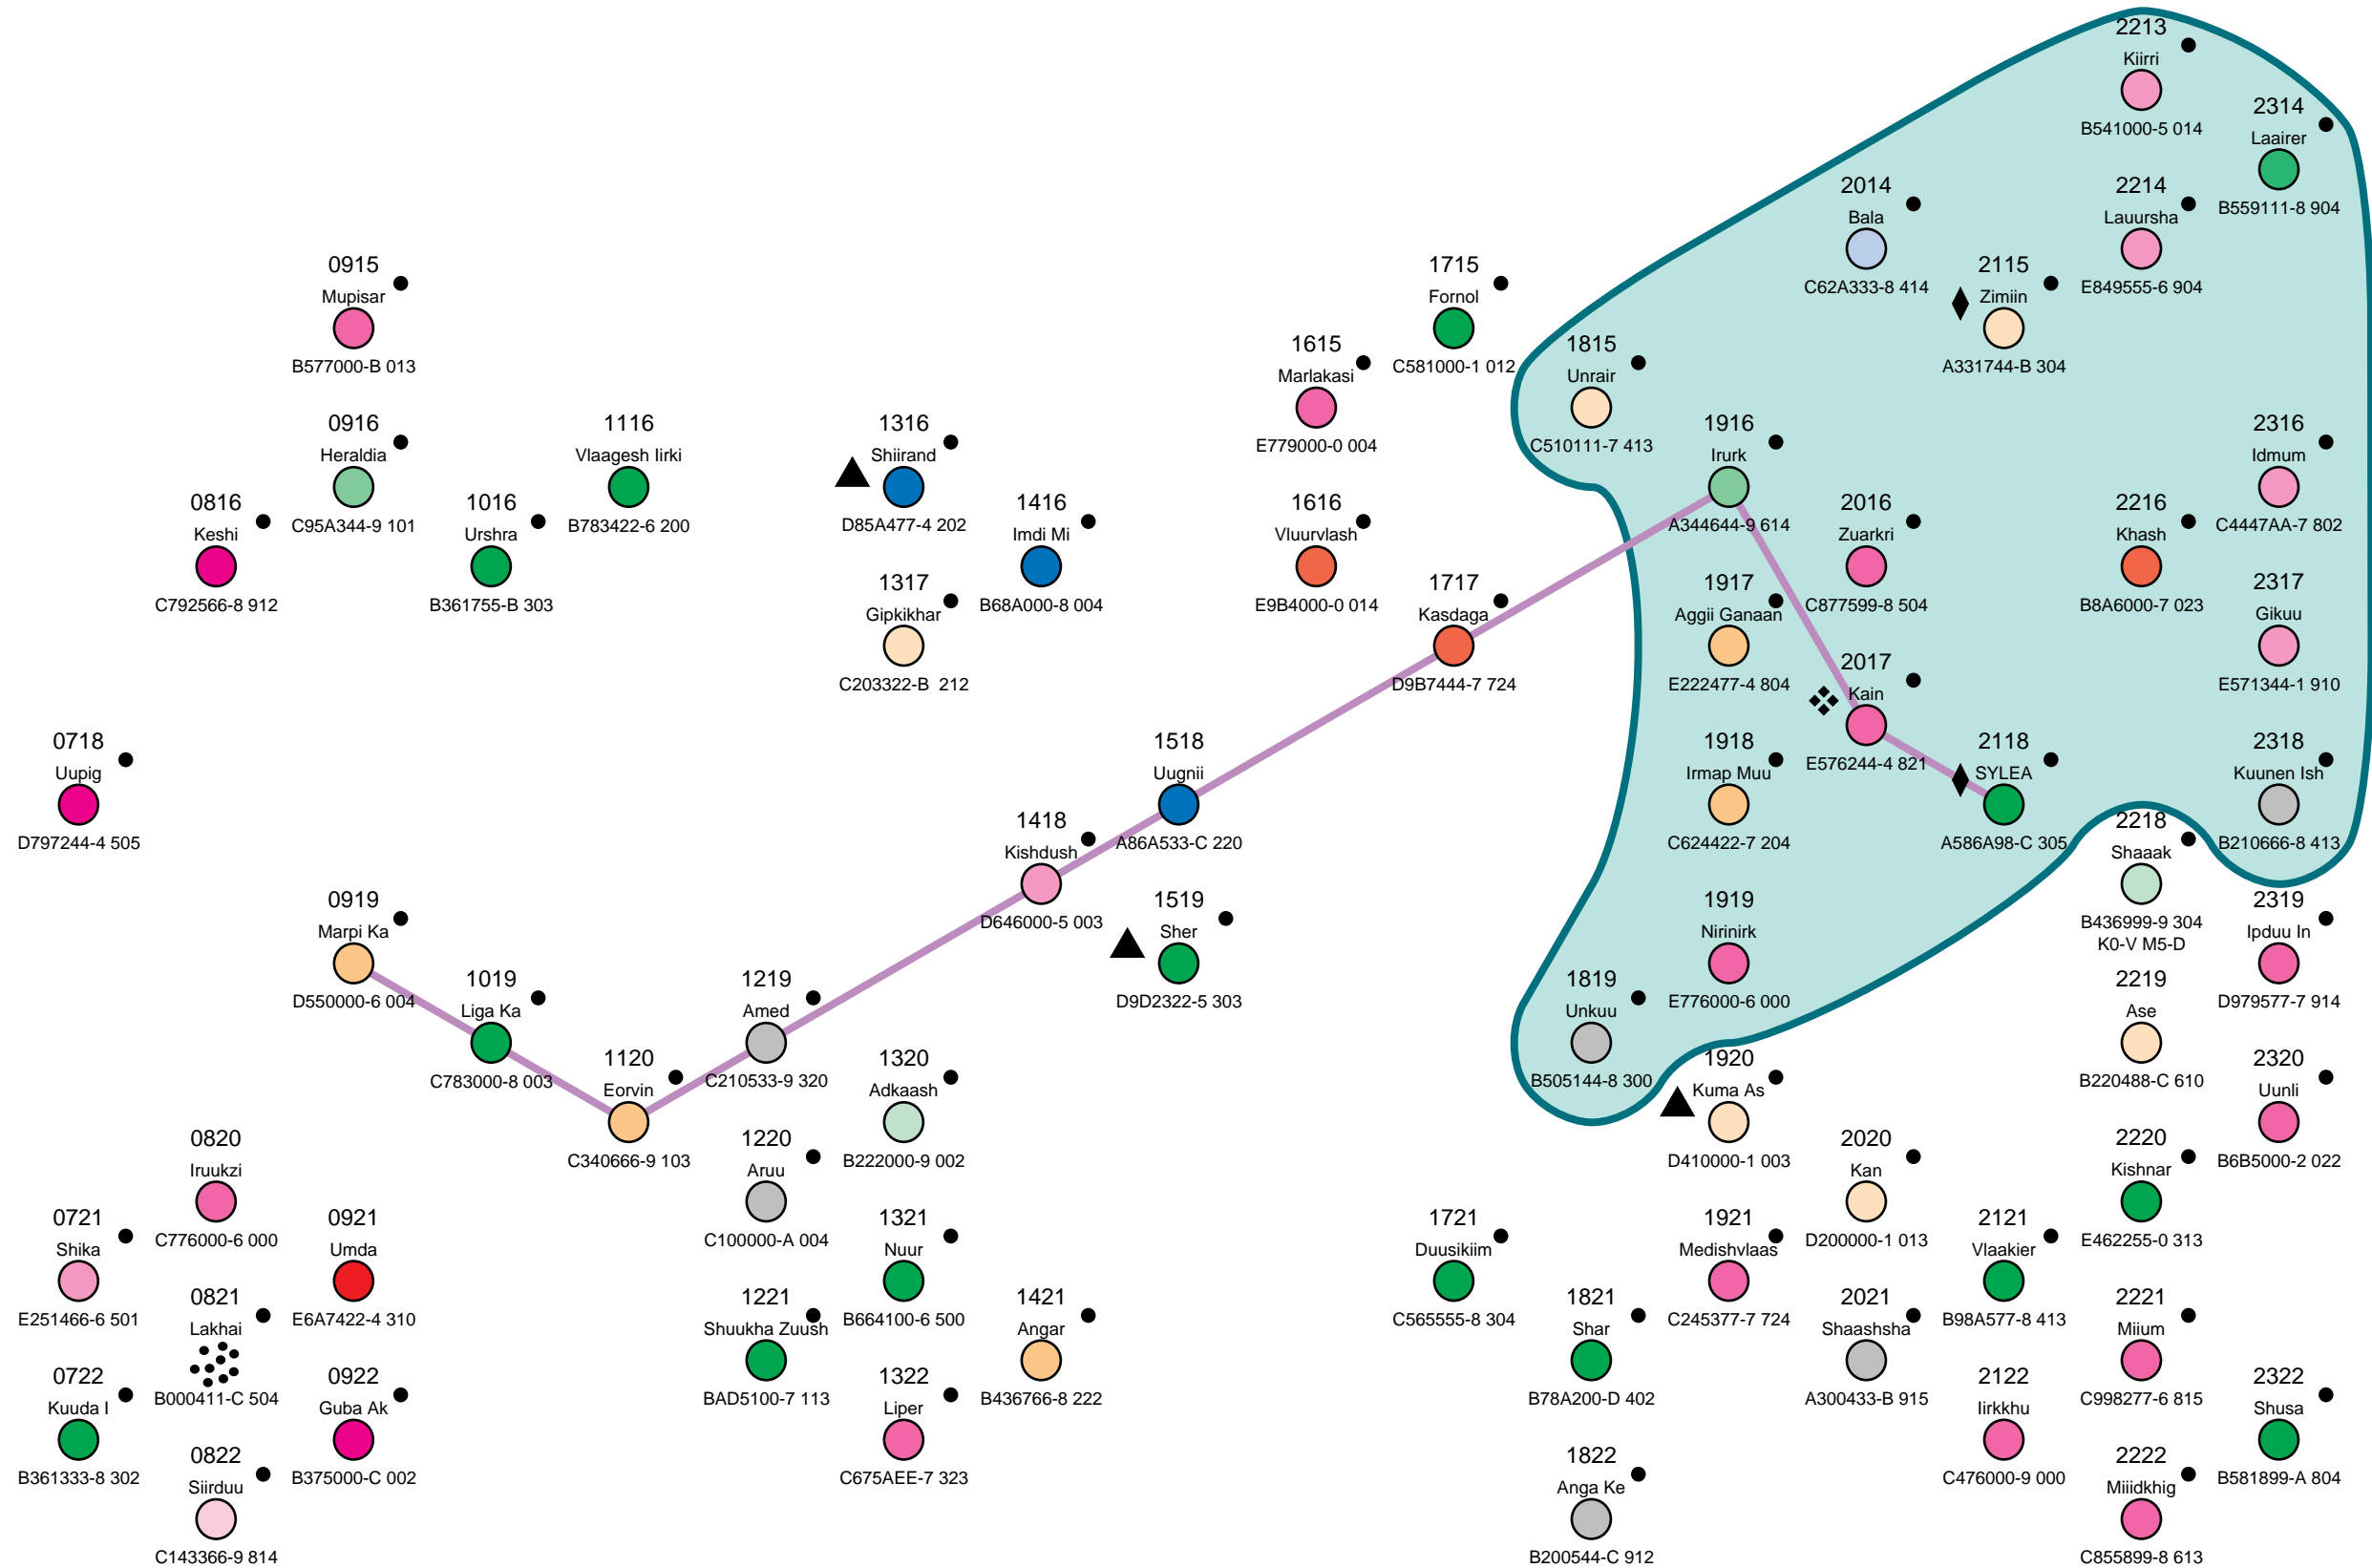 2213
Kiirri
B541000-5 014
2314
Laairer
B559111-8 904
2014
Bala
C62A333-8 414
2214
Lauursha
E849555-6 904
0915
Mupisar
B577000-B 013
1715
Fornol
C581000-1 012
2115
Zimiin
A331744-B 304
1615
Marlakasi
E779000-0 004
1815
Unrair
C510111-7 413
0916
Heraldia
C95A344-9 101
1116
Vlaagesh Iirki
B783422-6 200
1316
Shiirand
D85A477-4 202
1916
Irurk
A344644-9 614
2316
Idmum
C4447AA-7 802
0816
Keshi
C792566-8 912
1016
Urshra
B361755-B 303
1416
Imdi Mi
B68A000-8 004
1616
Vluurvlash
E9B4000-0 014
2016
Zuarkri
C877599-8 504
2216
Khash
B8A6000-7 023
1317
Gipkikhar
C203322-B 212
1717
Kasdaga
D9B7444-7 724
1917
Aggii Ganaan
E222477-4 804
2317
Gikuu
E571344-1 910
2017
Kain
E576244-4 821
0718
Uupig
D797244-4 505
1518
Uugnii
A86A533-C 220
1918
Irmap Muu
C624422-7 204
2118
SYLEA
A586A98-C 305
2318
Kuunen Ish
B210666-8 413
1418
Kishdush
D646000-5 003
2218
Shaaak
B436999-9 304
K0-V M5-D
0919
Marpi Ka
D550000-6 004
1519
Sher
D9D2322-5 303
1919
Nirinirk
E776000-6 000
2319
Ipduu In
D979577-7 914
1019
Liga Ka
C783000-8 003
1219
Amed
C210533-9 320
1819
Unkuu
B505144-8 300
2219
Ase
B220488-C 610
1120
Eorvin
C340666-9 103
1320
Adkaash
B222000-9 002
1920
Kuma As
D410000-1 003
2320
Uunli
B6B5000-2 022
0820
Iruukzi
C776000-6 000
1220
Aruu
C100000-A 004
2020
Kan
D200000-1 013
2220
Kishnar
E462255-0 313
0721
Shika
E251466-6 501
0921
Umda
E6A7422-4 310
1321
Nuur
B664100-6 500
1721
Duusikiim
C565555-8 304
1921
Medishvlaas
C245377-7 724
2121
Vlaakier
B98A577-8 413
0821
Lakhai
B000411-C 504
1221
Shuukha Zuush
BAD5100-7 113
1421
Angar
B436766-8 222
1821
Shar
B78A200-D 402
2021
Shaashsha
A300433-B 915
2221
Miium
C998277-6 815
0722
Kuuda I
B361333-8 302
0922
Guba Ak
B375000-C 002
1322
Liper
C675AEE-7 323
2122
Iirkkhu
C476000-9 000
2322
Shusa
B581899-A 804
0822
Siirduu
C143366-9 814
1822
Anga Ke
B200544-C 912
2222
Miiidkhig
C855899-8 613